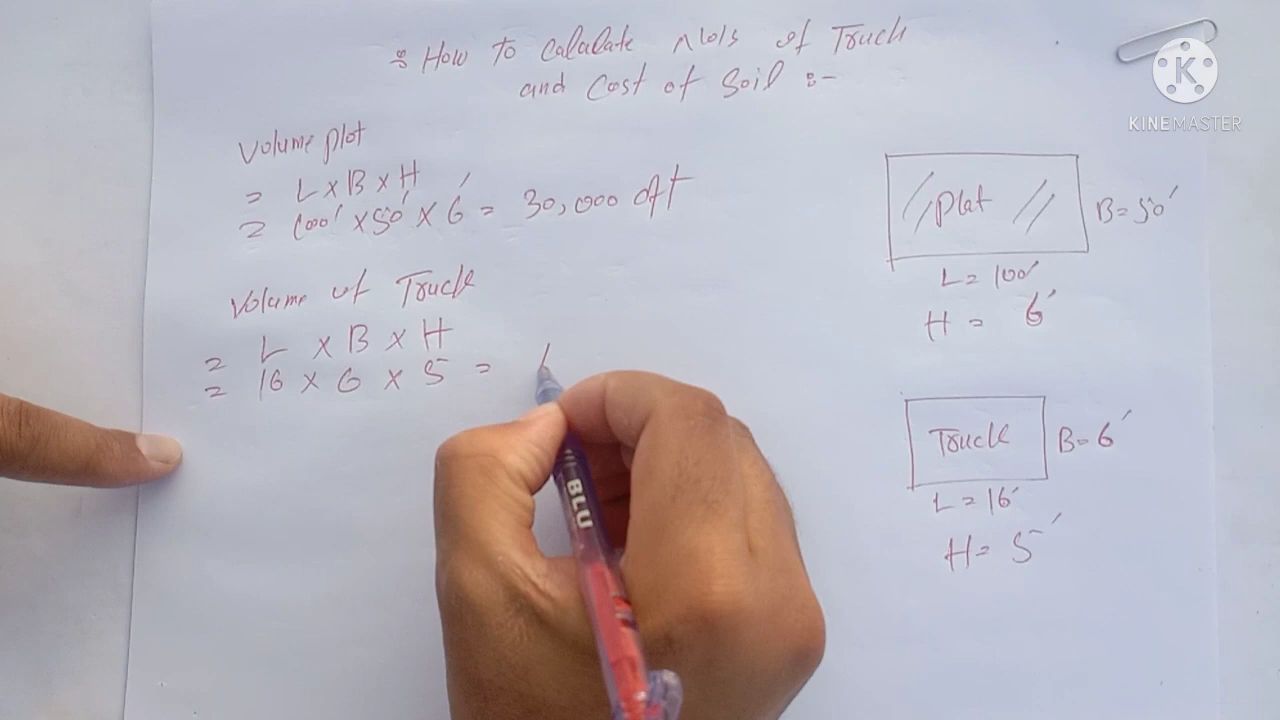 How to Calculate Nos of Truck
and Cost of Soil :-
Volume plot
= L x B x H
= 100' x 50' x 6' = 30,000 cft
Volume of Truck
= L x B x H
= 16 x 6 x 5 =
Plot
B = 50'
L = 100'
H = 6'
Truck
B = 6'
L = 16'
H = 5'
BLU
K
KINEMASTER